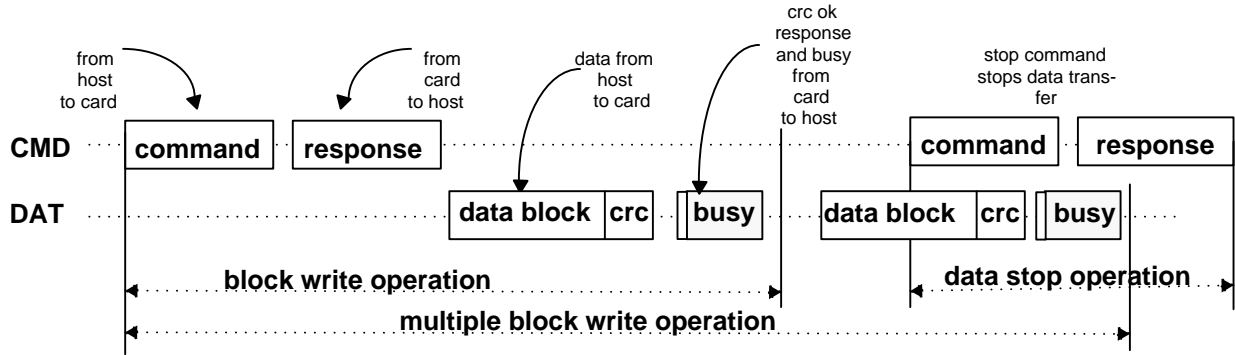 from
host
to card
from
card
to host
data from
host
to card
crc ok
response
and busy
from
card
to host
stop command
stops data trans-
fer
CMD
command
response
command
response
DAT
data block
crc
busy
data block
crc
busy
block write operation
data stop operation
multiple block write operation